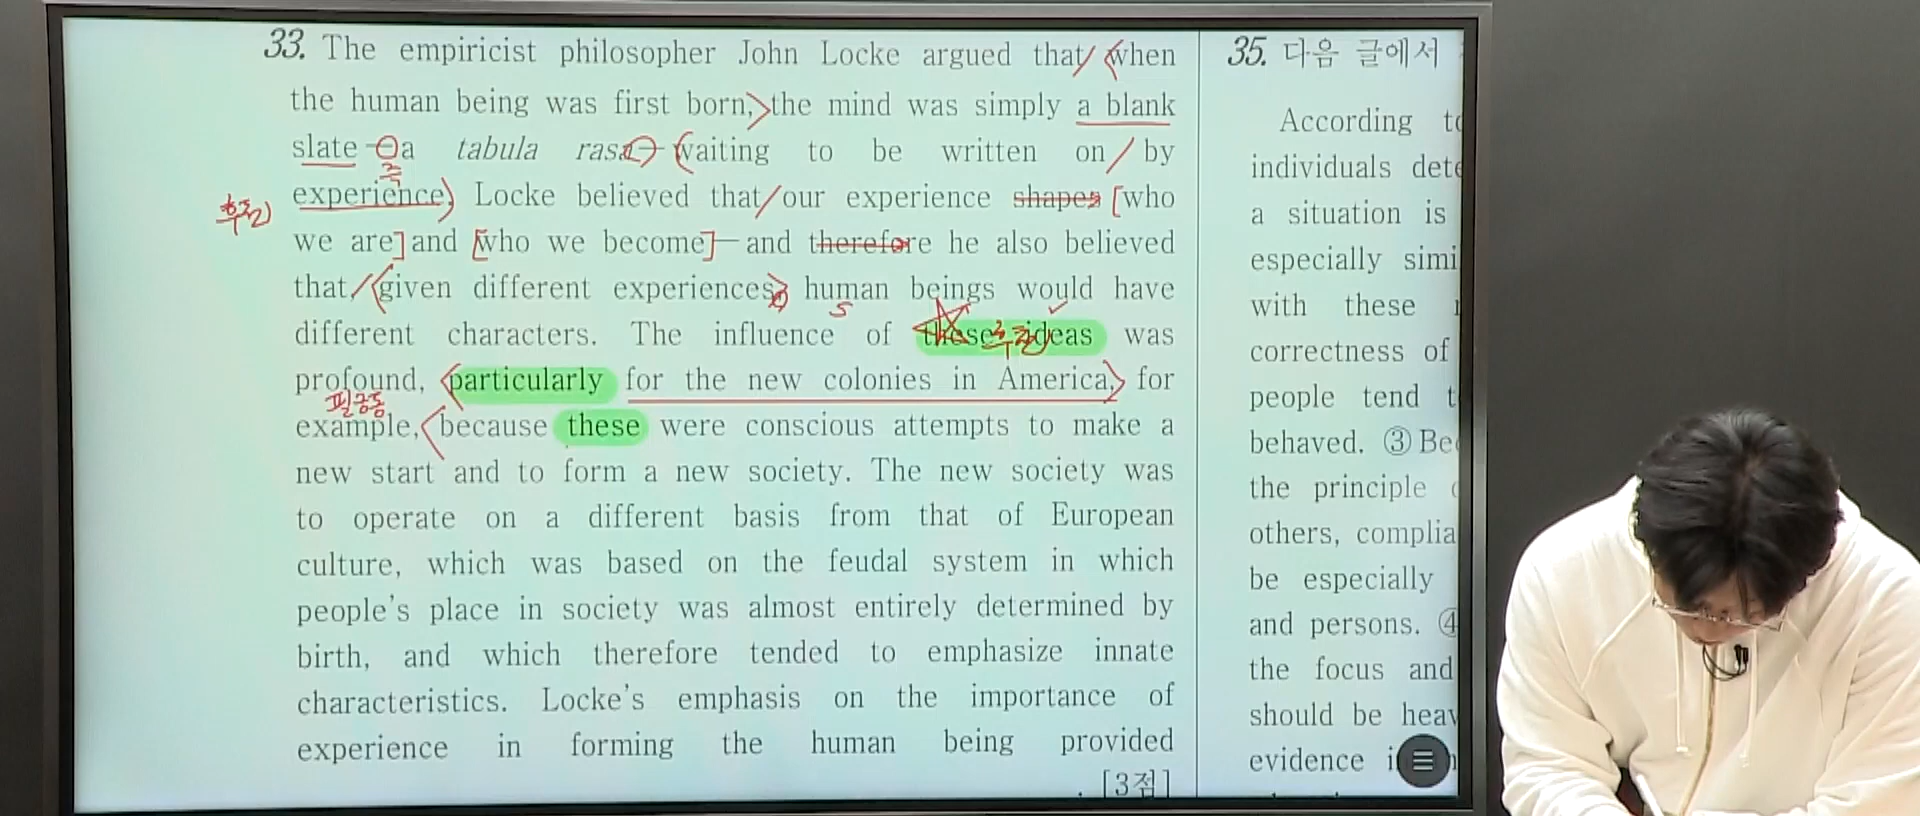 33. The empiricist philosopher John Locke argued that when
the human being was first born, the mind was simply a blank
slate — a tabula rasa — waiting to be written on by
experience. Locke believed that our experience shapes who
후천
we are and who we become — and therefore he also believed
that, given different experiences, human beings would have
S
different characters. The influence of these ideas was
profound, particularly for the new colonies in America, for
example, because these were conscious attempts to make a
new start and to form a new society. The new society was
to operate on a different basis from that of European
culture, which was based on the feudal system in which
people's place in society was almost entirely determined by
birth, and which therefore tended to emphasize innate
characteristics. Locke's emphasis on the importance of
experience in forming the human being provided
. [3점]
35. 다음 글에서
According to
individuals dete
a situation is
especially simi
with these
correctness of
people tend t
behaved. ③ Bec
the principle
others, complia
be especially
and persons. ④
the focus and
should be heav
evidence i